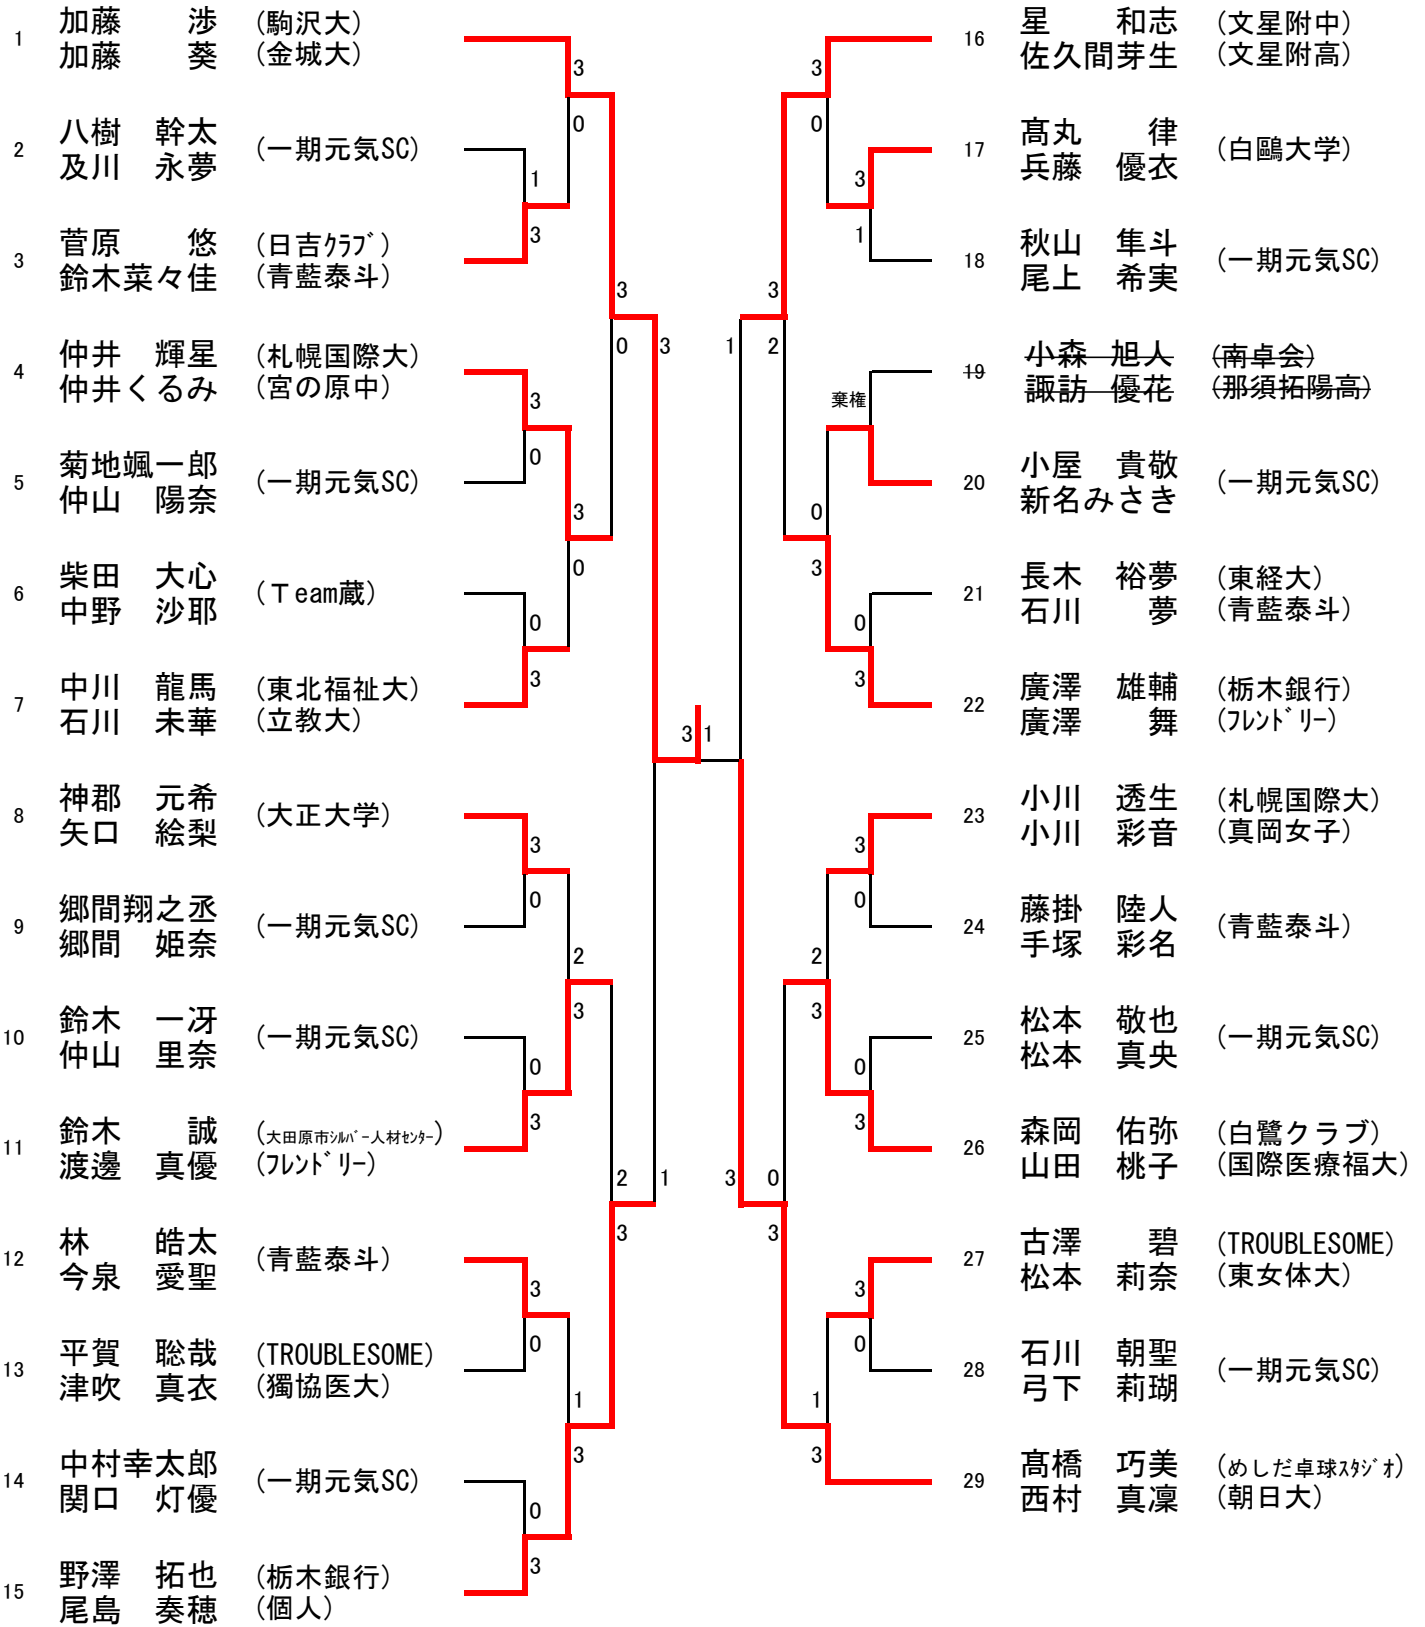 1 加藤 渉 (駒沢大)
加藤 葵 (金城大)
2 八樹 幹太 (一期元気SC)
及川 永夢
3 菅原 悠 (日吉ｸﾗﾌﾞ)
鈴木菜々佳 (青藍泰斗)
4 仲井 輝星 (札幌国際大)
仲井くるみ (宮の原中)
5 菊地颯一郎 (一期元気SC)
仲山 陽奈
6 柴田 大心 (Ｔeam蔵)
中野 沙耶
7 中川 龍馬 (東北福祉大)
石川 未華 (立教大)
8 神郡 元希 (大正大学)
矢口 絵梨
9 郷間翔之丞 (一期元気SC)
郷間 姫奈
10 鈴木 一冴 (一期元気SC)
仲山 里奈
11 鈴木 誠 (大田原市ｼﾙﾊﾞｰ人材ｾﾝﾀｰ)
渡邊 真優 (ﾌﾚﾝﾄﾞﾘｰ)
12 林 皓太 (青藍泰斗)
今泉 愛聖
13 平賀 聡哉 (TROUBLESOME)
津吹 真衣 (獨協医大)
14 中村幸太郎 (一期元気SC)
関口 灯優
15 野澤 拓也 (栃木銀行)
尾島 奏穂 (個人)
3
0
1
3
3
0 3
3
0
3
0
0
3
3 1
3
0
2
3
0
3
2 1
3
3
0
1
3
0
3
16 星 和志 (文星附中)
佐久間芽生 (文星附高)
17 髙丸 律 (白鷗大学)
兵藤 優衣
18 秋山 隼斗 (一期元気SC)
尾上 希実
19 小森 旭人 (南卓会)
諏訪 優花 (那須拓陽高)
20 小屋 貴敬 (一期元気SC)
新名みさき
21 長木 裕夢 (東経大)
石川 夢 (青藍泰斗)
22 廣澤 雄輔 (栃木銀行)
廣澤 舞 (ﾌﾚﾝﾄﾞﾘｰ)
23 小川 透生 (札幌国際大)
小川 彩音 (真岡女子)
24 藤掛 陸人 (青藍泰斗)
手塚 彩名
25 松本 敬也 (一期元気SC)
松本 真央
26 森岡 佑弥 (白鷺クラブ)
山田 桃子 (国際医療福大)
27 古澤 碧 (TROUBLESOME)
松本 莉奈 (東女体大)
28 石川 朝聖 (一期元気SC)
弓下 莉瑚
29 髙橋 巧美 (めしだ卓球ｽﾀｼﾞｵ)
西村 真凜 (朝日大)
3
0
3
1
3
1 2
棄権
0
3
0
3
3
0
2
3
0
3
3 0
3
3
0
1
3